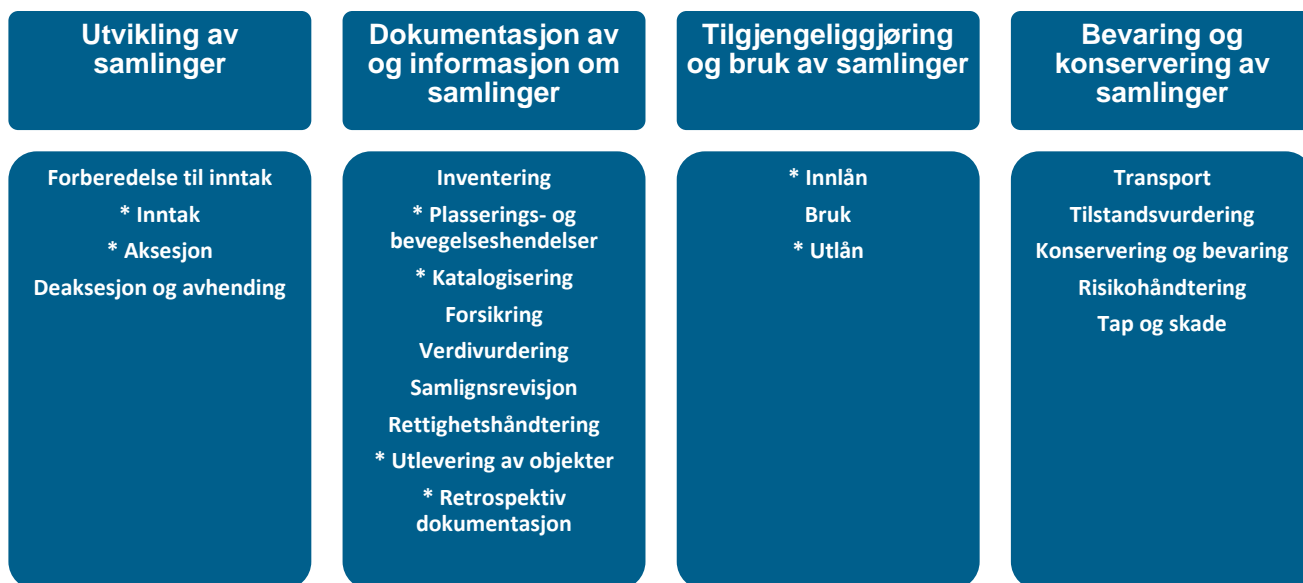 Utvikling av
samlinger
Forberedelse til inntak
* Inntak
* Aksesjon
Deaksesjon og avhending
Dokumentasjon av
og informasjon om
samlinger
Inventering
* Plasserings- og
bevegelseshendelser
* Katalogisering
Forsikring
Verdivurdering
Samlignsrevisjon
Rettighetshåndtering
* Utlevering av objekter
* Retrospektiv
dokumentasjon
Tilgjengeliggjøring
og bruk av samlinger
* Innlån
Bruk
* Utlån
Bevaring og
konservering av
samlinger
Transport
Tilstandsvurdering
Konservering og bevaring
Risikohåndtering
Tap og skade